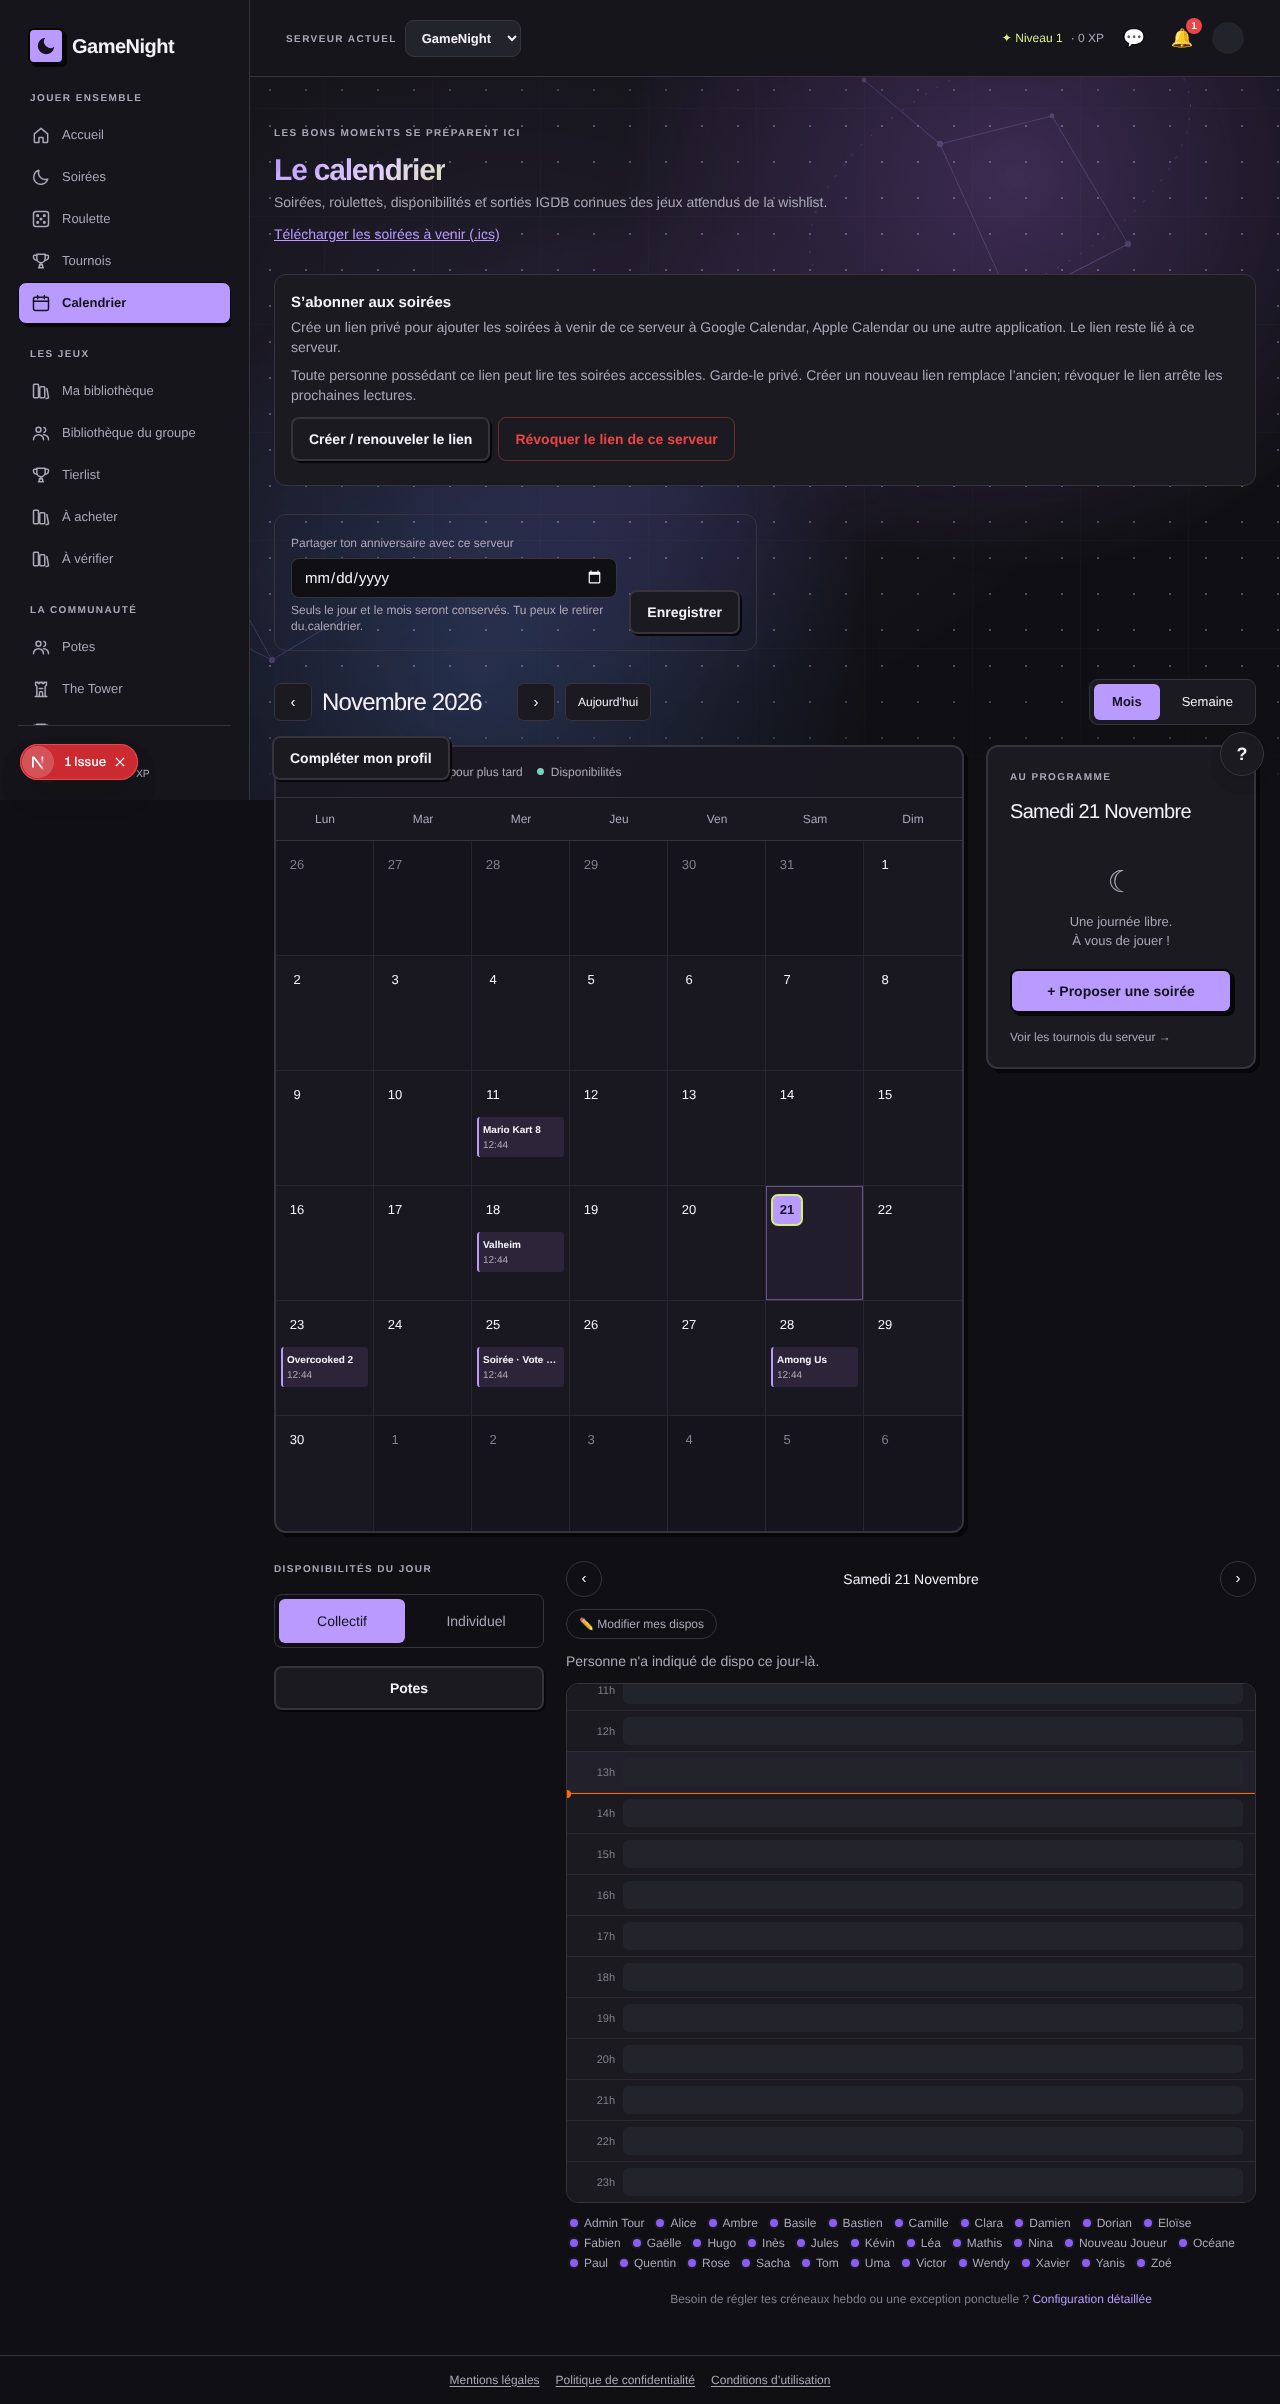 GameNight
JOUER ENSEMBLE
Accueil
Soirées
Roulette
Tournois
Calendrier
LES JEUX
Ma bibliothèque
Bibliothèque du groupe
Tierlist
À acheter
À vérifier
LA COMMUNAUTÉ
Potes
The Tower
1 Issue
XP
SERVEUR ACTUEL GameNight
✦ Niveau 1 · 0 XP
1
LES BONS MOMENTS SE PRÉPARENT ICI
Le calendrier
Soirées, roulettes, disponibilités et sorties IGDB connues des jeux attendus de la wishlist.
Télécharger les soirées à venir (.ics)
S’abonner aux soirées
Crée un lien privé pour ajouter les soirées à venir de ce serveur à Google Calendar, Apple Calendar ou une autre application. Le lien reste lié à ce
serveur.
Toute personne possédant ce lien peut lire tes soirées accessibles. Garde-le privé. Créer un nouveau lien remplace l’ancien; révoquer le lien arrête les
prochaines lectures.
Créer / renouveler le lien Révoquer le lien de ce serveur
Partager ton anniversaire avec ce serveur
mm/dd/yyyy
Seuls le jour et le mois seront conservés. Tu peux le retirer
du calendrier.
Enregistrer
‹ Novembre 2026 › Aujourd'hui
Mois Semaine
Compléter mon profil
pour plus tard Disponibilités
Lun Mar Mer Jeu Ven Sam Dim
26 27 28 29 30 31 1
2 3 4 5 6 7 8
9 10 11 12 13 14 15
Mario Kart 8
12:44
16 17 18 19 20 21 22
Valheim
12:44
23 24 25 26 27 28 29
Overcooked 2 Soirée · Vote ... Among Us
12:44 12:44 12:44
30 1 2 3 4 5 6
?
AU PROGRAMME
Samedi 21 Novembre
Une journée libre.
À vous de jouer !
+ Proposer une soirée
Voir les tournois du serveur →
DISPONIBILITÉS DU JOUR
Collectif Individuel
Potes
‹ Samedi 21 Novembre ›
✏️ Modifier mes dispos
Personne n'a indiqué de dispo ce jour-là.
11h
12h
13h
14h
15h
16h
17h
18h
19h
20h
21h
22h
23h
Admin Tour Alice Ambre Basile Bastien Camille Clara Damien Dorian Eloïse
Fabien Gaëlle Hugo Inès Jules Kévin Léa Mathis Nina Nouveau Joueur Océane
Paul Quentin Rose Sacha Tom Uma Victor Wendy Xavier Yanis Zoé
Besoin de régler tes créneaux hebdo ou une exception ponctuelle ? Configuration détaillée
Mentions légales Politique de confidentialité Conditions d’utilisation